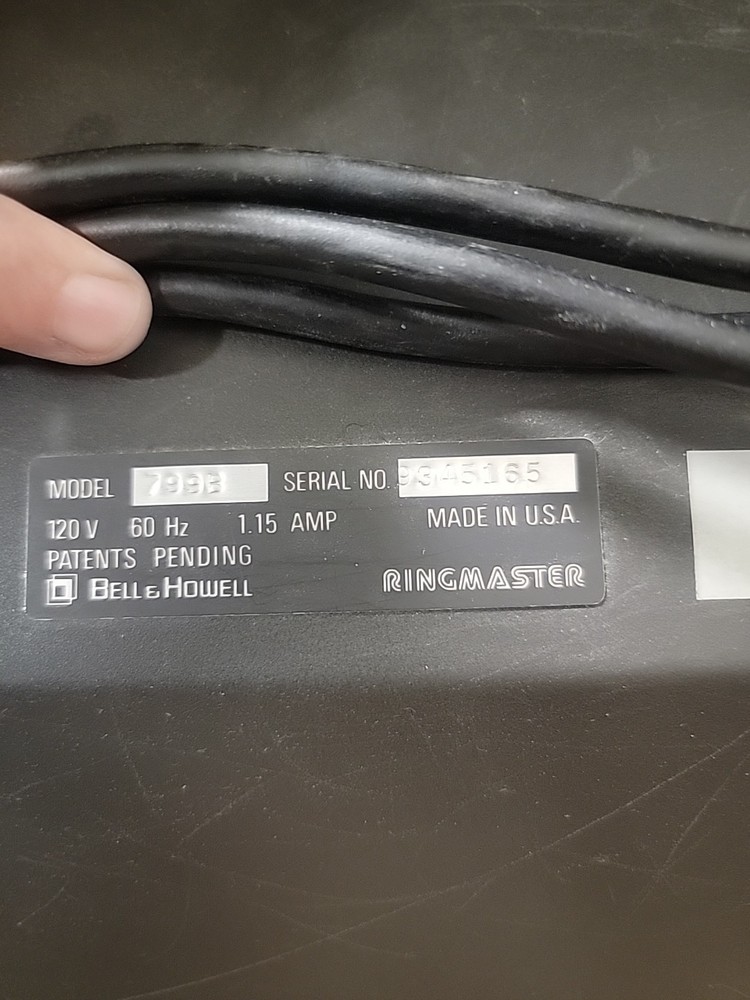 MODEL 799B SERIAL NO. 9345165
120 V 60 Hz 1.15 AMP MADE IN U.S.A.
PATENTS PENDING
BELL & HOWELL RINGMASTER